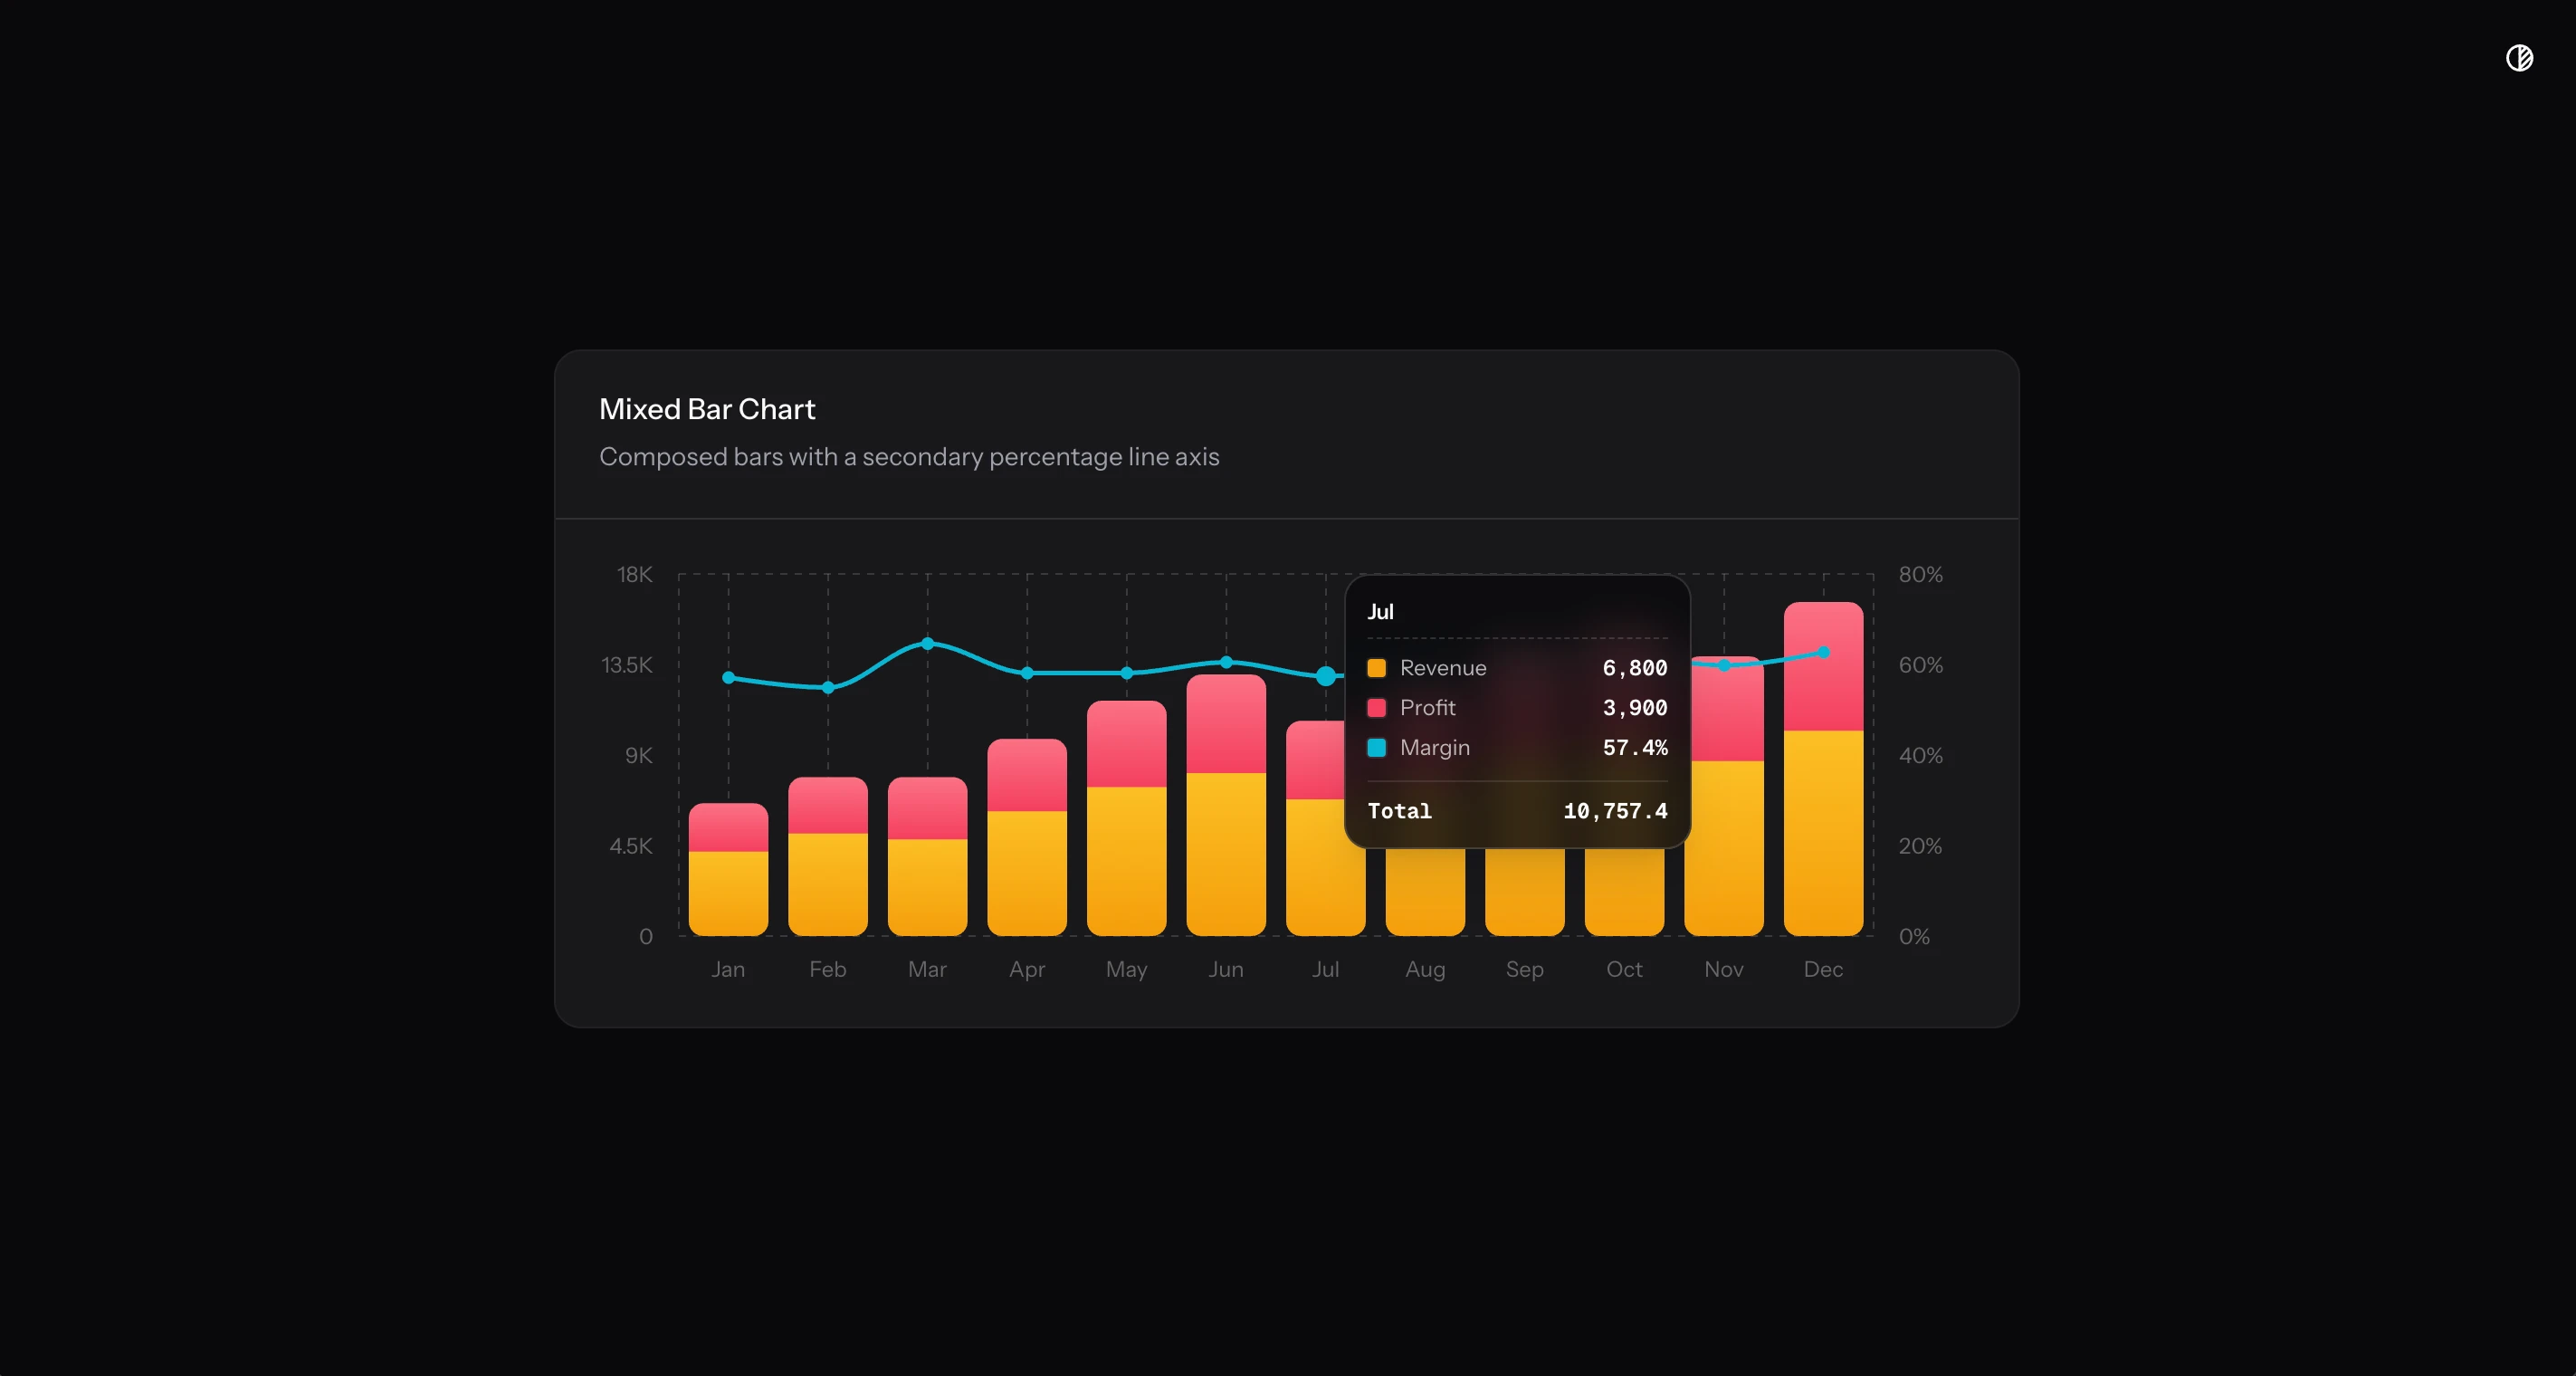 Mixed Bar Chart
Composed bars with a secondary percentage line axis
18K
13.5K
9K
4.5K
0
80%
60%
40%
20%
0%
Jul
Revenue 6,800
Profit 3,900
Margin 57.4%
Total 10,757.4
Jan Feb Mar Apr May Jun Jul Aug Sep Oct Nov Dec